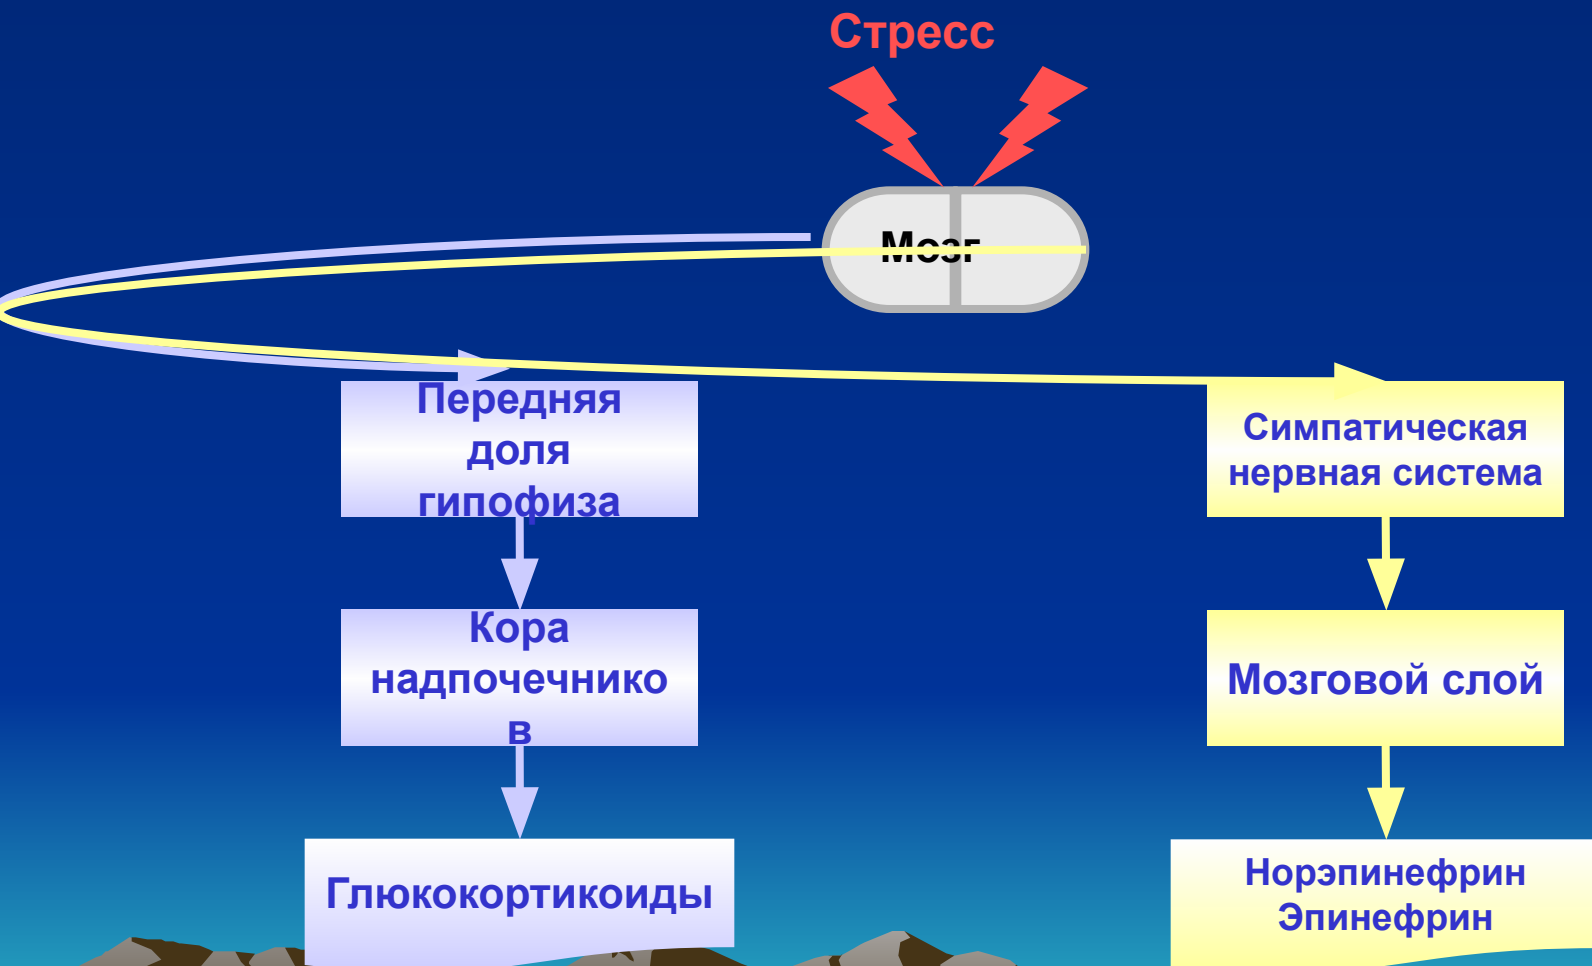 Стресс
Мозг
Передняя
доля
гипофиза
Симпатическая
нервная система
Кора
надпочечнико
в
Мозговой слой
Глюкокортикоиды
Норэпинефрин
Эпинефрин